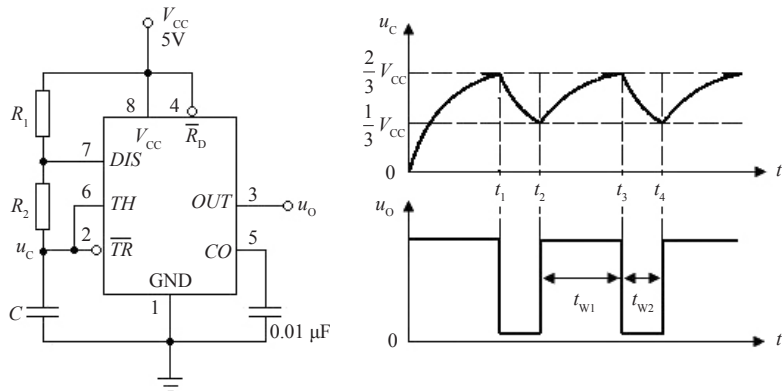 V_CC
5V
R_1
8
4
V_CC
R̅_D
7
DIS
R_2
6
TH
OUT
3
u_O
u_C
2
T̅R̅
CO
5
GND
C
1
0.01 μF
u_C
2/3 V_CC
1/3 V_CC
0
t_1
t_2
t_3
t_4
t
u_O
t_W1
t_W2
0
t